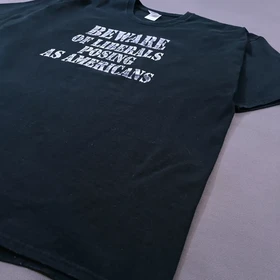 BEWARE
OF LIBERALS
POSING
AS AMERICANS